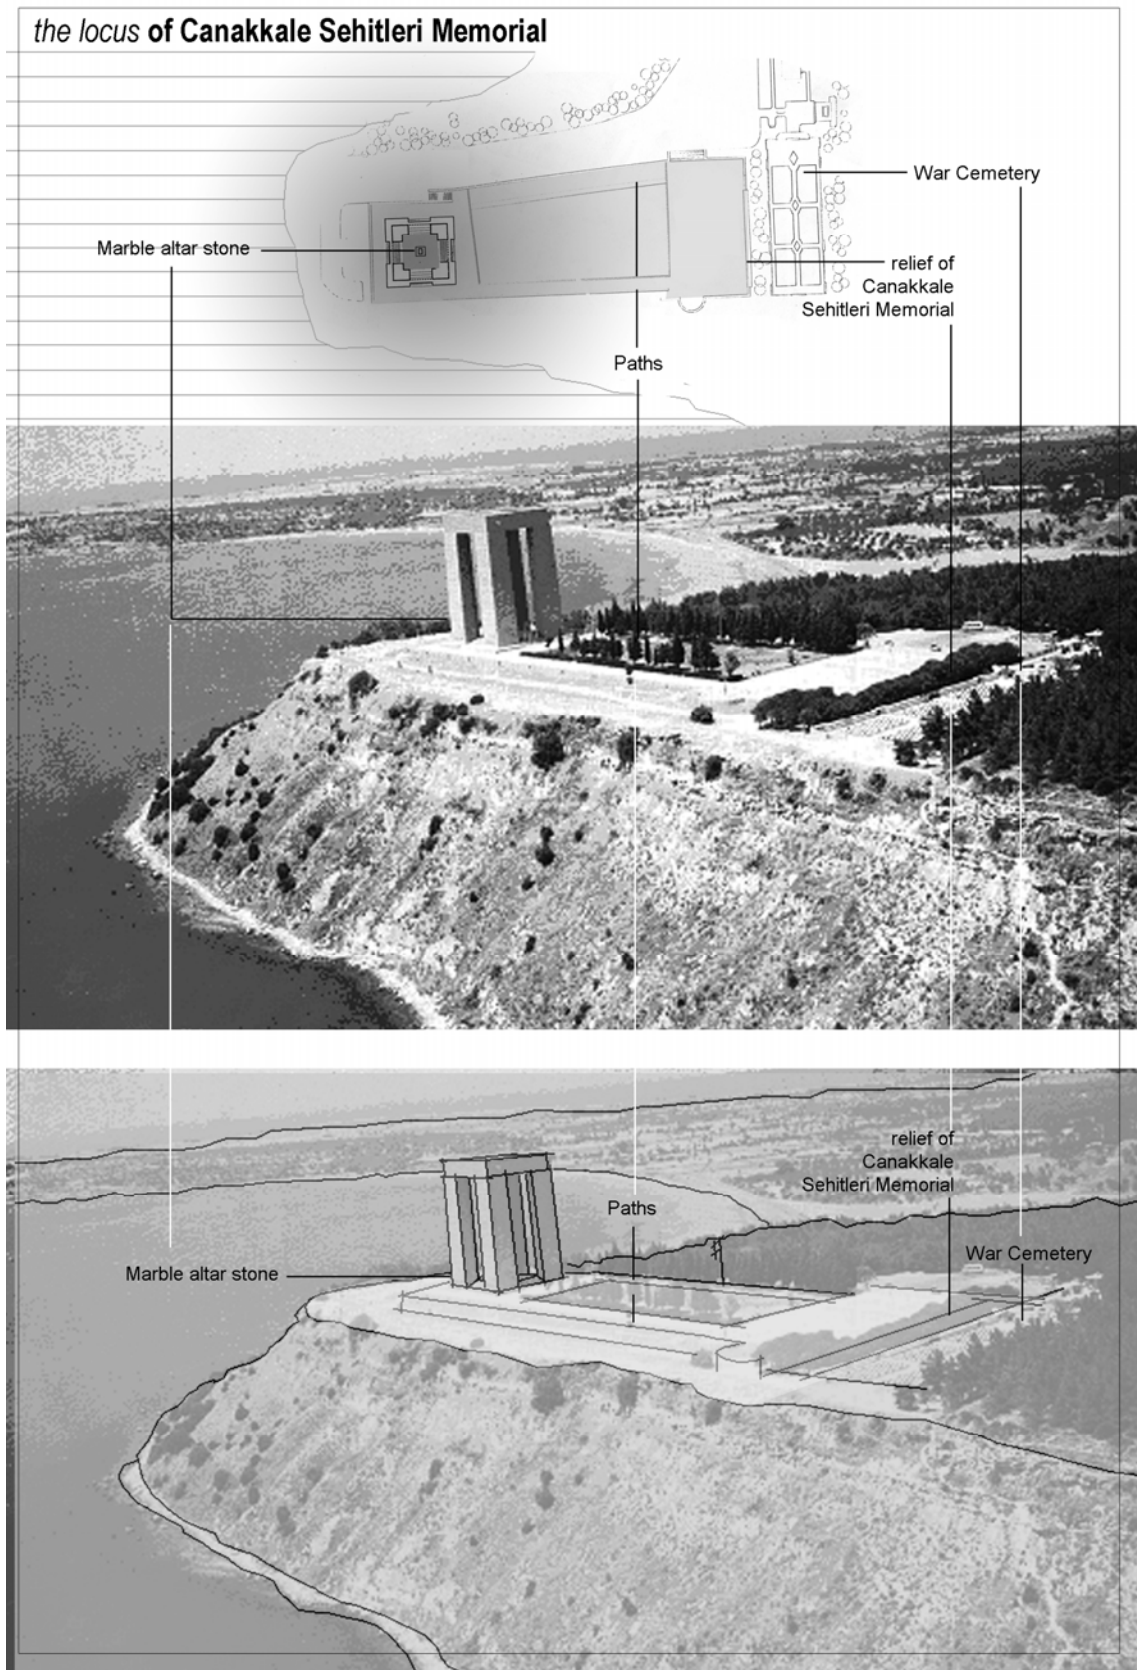 the locus of Canakkale Sehitleri Memorial
War Cemetery
Marble altar stone
relief of
Canakkale
Sehitleri Memorial
Paths
relief of
Canakkale
Sehitleri Memorial
Paths
War Cemetery
Marble altar stone